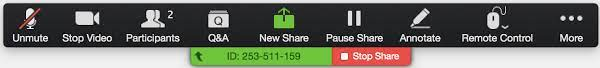 2
Unmute Stop Video Participants Q&A New Share Pause Share Annotate Remote Control More
ID: 253-511-159 Stop Share